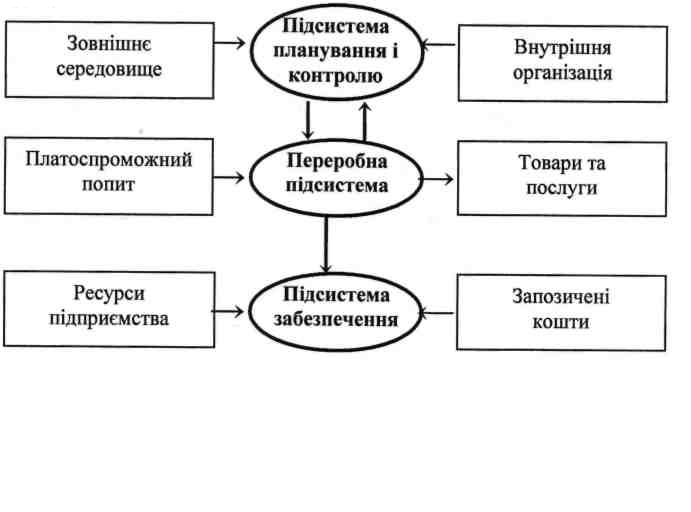 Зовнішнє
середовище
Підсистема
планування і
контролю
Внутрішня
організація
Платоспроможний
попит
Переробна
підсистема
Товари та
послуги
Ресурси
підприємства
Підсистема
забезпечення
Запозичені
кошти